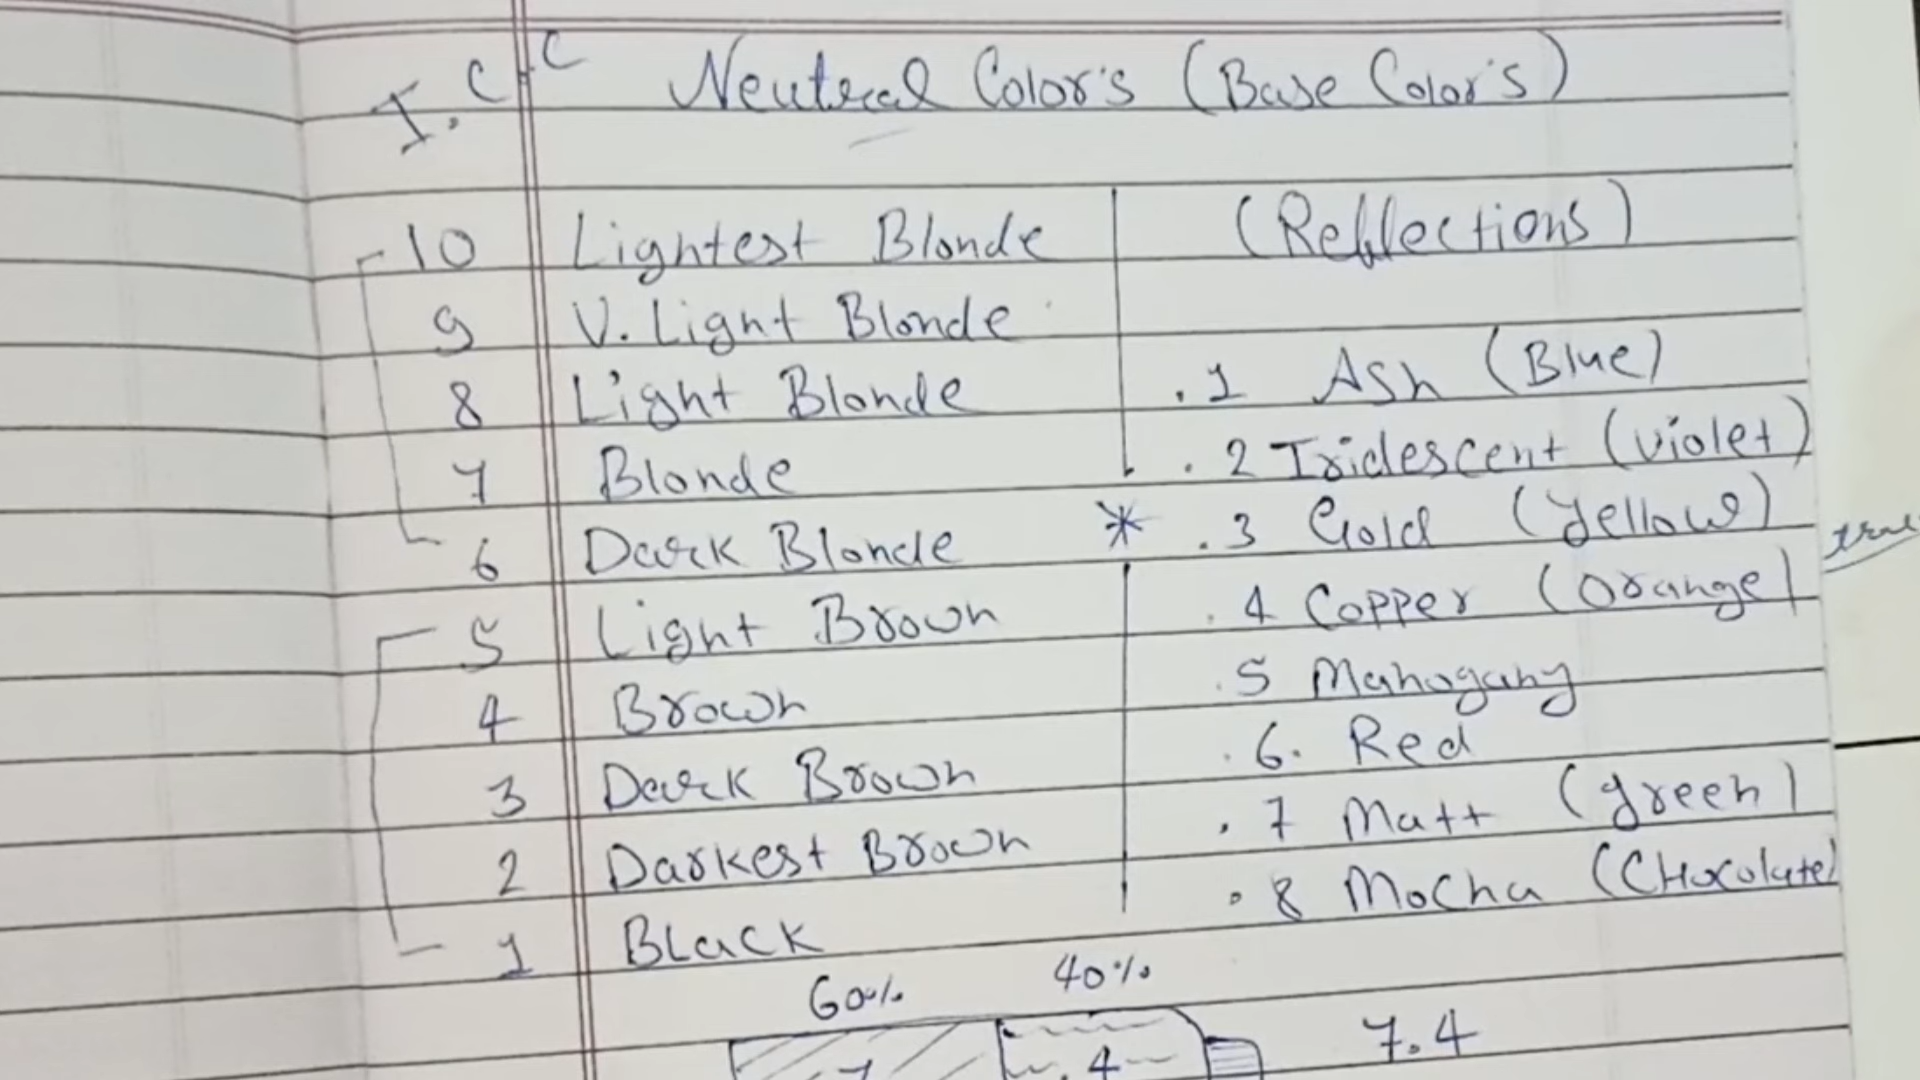 I.C.C Neutral Color's (Base Color's)
10 Lightest Blonde
9 V. Light Blonde
8 Light Blonde
7 Blonde
6 Dark Blonde
5 Light Brown
4 Brown
3 Dark Brown
2 Darkest Brown
1 Black
(Reflections)
.1 Ash (Blue)
.2 Iridescent (violet)
* .3 Gold (Yellow)
.4 Copper (Orange)
.5 Mahogany
.6. Red
.7 Matt (green)
.8 Mocha (CHocolate)
60% 40%
7 .4 7.4